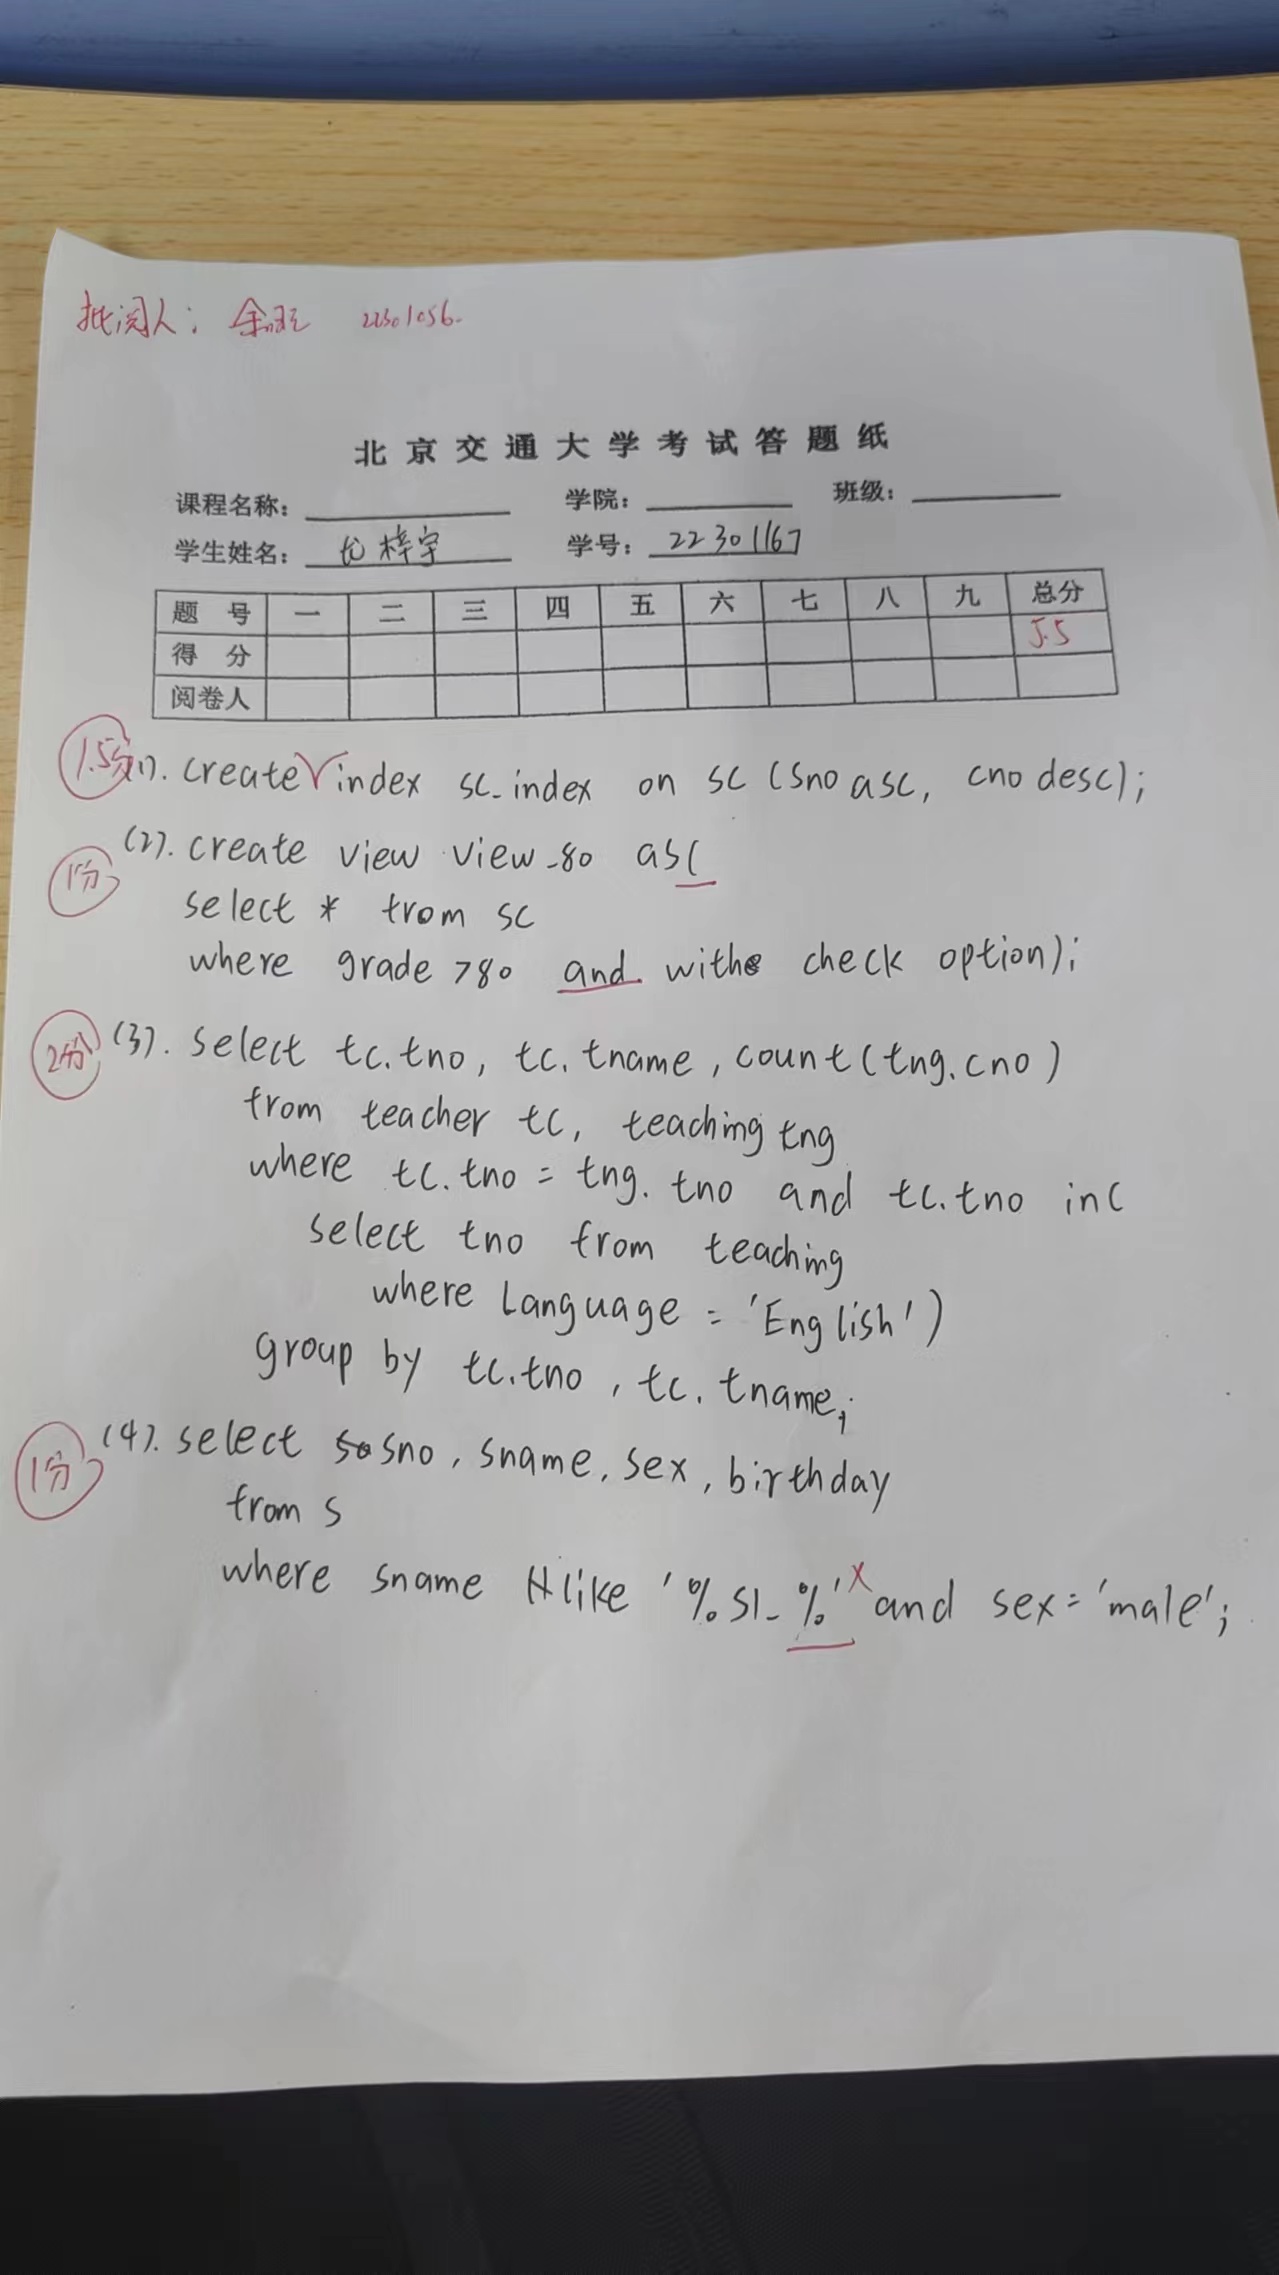 批阅人： 余 22301056.
北京交通大学考试答题纸
课程名称： 学院： 班级：
学生姓名： 尤梓宇 学号： 22301167
题 号 一 二 三 四 五 六 七 八 九 总分
得 分 5.5
阅卷人
1.5分 (1). create index sc_index on sc (sno asc, cno desc);
1分 (2). create view view_80 as(
select * from sc
where grade >80 and with check option);
2分 (3). select tc.tno, tc.tname, count(tng.cno)
from teacher tc, teaching tng
where tc.tno = tng.tno and tc.tno in(
select tno from teaching
where Language = 'English')
group by tc.tno, tc.tname;
1分 (4). select sno, sname, sex, birthday
from s
where sname like '%s\_%' and sex='male';